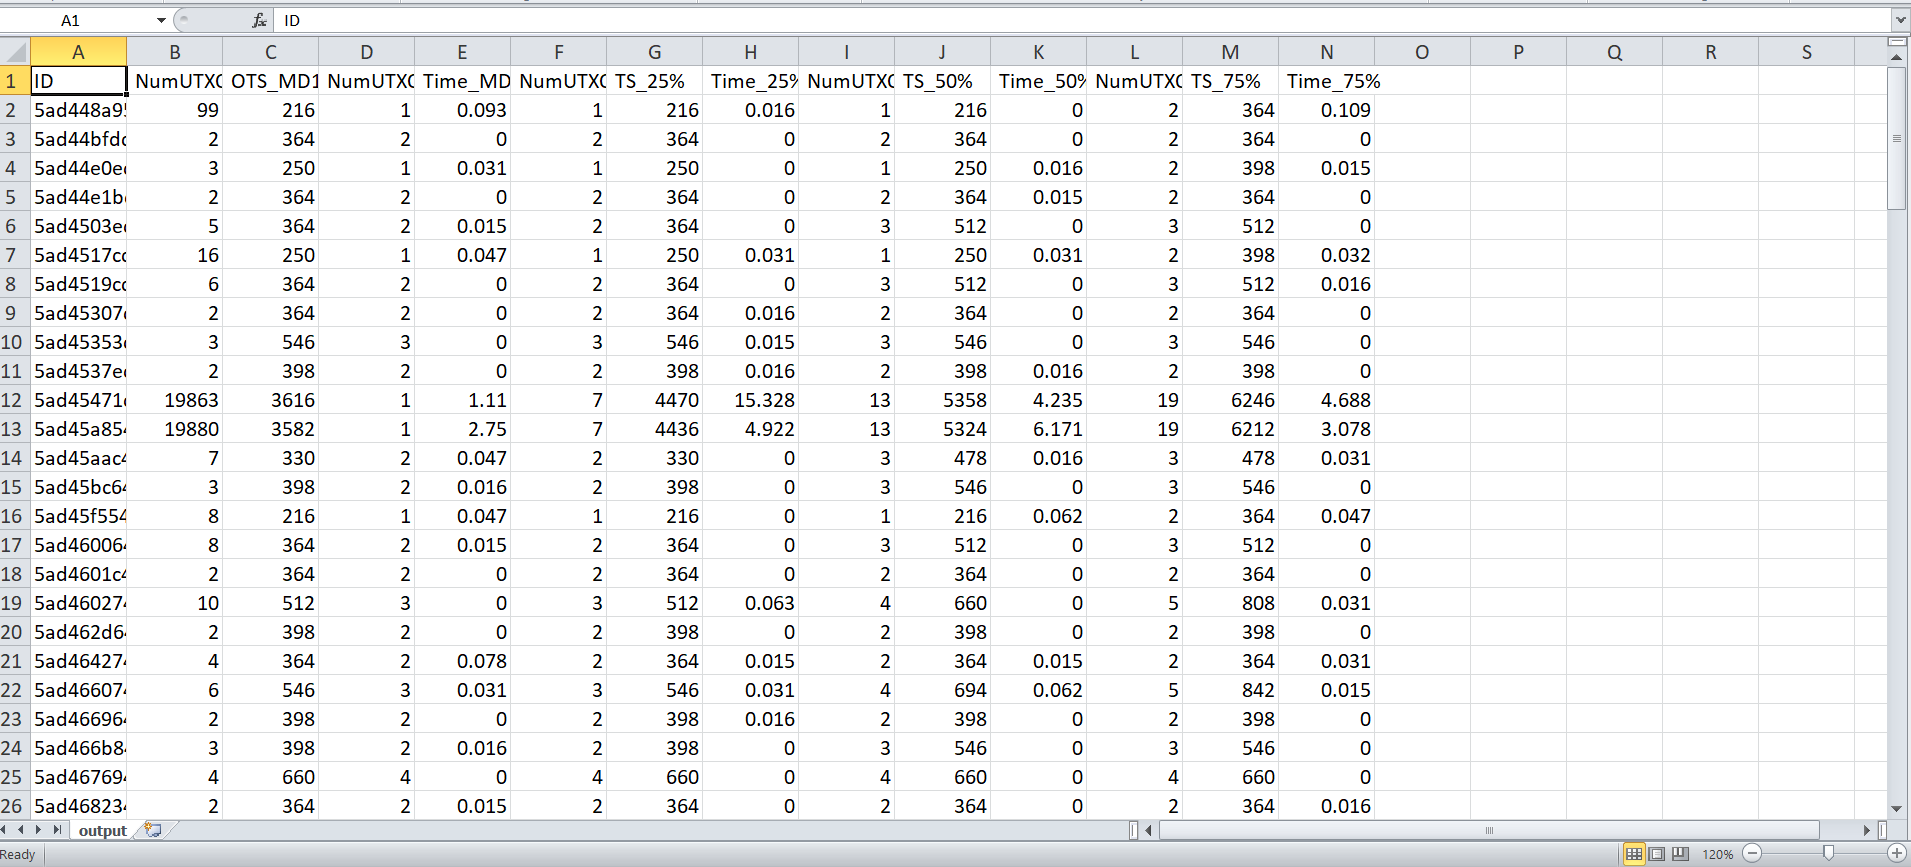 A1 ID
A B C D E F G H I J K L M N O P Q R S
1 ID NumUTXO OTS_MD1 NumUTXO Time_MD NumUTXO TS_25% Time_25% NumUTXO TS_50% Time_50% NumUTXO TS_75% Time_75%
2 5ad448a95 99 216 1 0.093 1 216 0.016 1 216 0 2 364 0.109
3 5ad44bfdc 2 364 2 0 2 364 0 2 364 0 2 364 0
4 5ad44e0e 3 250 1 0.031 1 250 0 1 250 0.016 2 398 0.015
5 5ad44e1b 2 364 2 0 2 364 0 2 364 0.015 2 364 0
6 5ad4503e 5 364 2 0.015 2 364 0 3 512 0 3 512 0
7 5ad4517c 16 250 1 0.047 1 250 0.031 1 250 0.031 2 398 0.032
8 5ad4519c 6 364 2 0 2 364 0 3 512 0 3 512 0.016
9 5ad45307 2 364 2 0 2 364 0.016 2 364 0 2 364 0
10 5ad45353 3 546 3 0 3 546 0.015 3 546 0 3 546 0
11 5ad4537e 2 398 2 0 2 398 0.016 2 398 0.016 2 398 0
12 5ad45471 19863 3616 1 1.11 7 4470 15.328 13 5358 4.235 19 6246 4.688
13 5ad45a854 19880 3582 1 2.75 7 4436 4.922 13 5324 6.171 19 6212 3.078
14 5ad45aac4 7 330 2 0.047 2 330 0 3 478 0.016 3 478 0.031
15 5ad45bc64 3 398 2 0.016 2 398 0 3 546 0 3 546 0
16 5ad45f554 8 216 1 0.047 1 216 0 1 216 0.062 2 364 0.047
17 5ad460064 8 364 2 0.015 2 364 0 3 512 0 3 512 0
18 5ad4601c4 2 364 2 0 2 364 0 2 364 0 2 364 0
19 5ad460274 10 512 3 0 3 512 0.063 4 660 0 5 808 0.031
20 5ad462d64 2 398 2 0 2 398 0 2 398 0 2 398 0
21 5ad464274 4 364 2 0.078 2 364 0.015 2 364 0.015 2 364 0.031
22 5ad466074 6 546 3 0.031 3 546 0.031 4 694 0.062 5 842 0.015
23 5ad466964 2 398 2 0 2 398 0.016 2 398 0 2 398 0
24 5ad466b84 3 398 2 0.016 2 398 0 3 546 0 3 546 0
25 5ad467694 4 660 4 0 4 660 0 4 660 0 4 660 0
26 5ad468234 2 364 2 0.015 2 364 0 2 364 0 2 364 0.016
output
Ready 120%